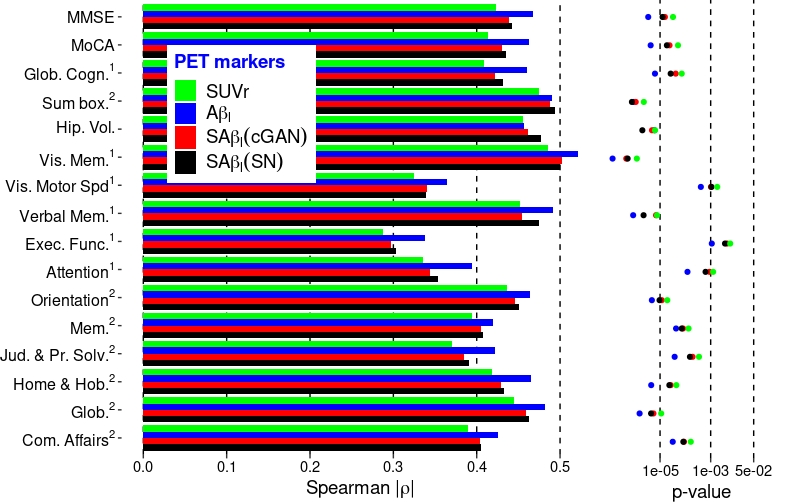 MMSE
MoCA
Glob. Cogn.¹
Sum box.²
Hip. Vol.
Vis. Mem.¹
Vis. Motor Spd¹
Verbal Mem.¹
Exec. Func.¹
Attention¹
Orientation²
Mem.²
Jud. & Pr. Solv.²
Home & Hob.²
Glob.²
Com. Affairs²
PET markers
SUVr
Aβₗ
SAβₗ(cGAN)
SAβₗ(SN)
0.0 0.1 0.2 0.3 0.4 0.5
Spearman |ρ|
1e-05 1e-03 5e-02
p-value